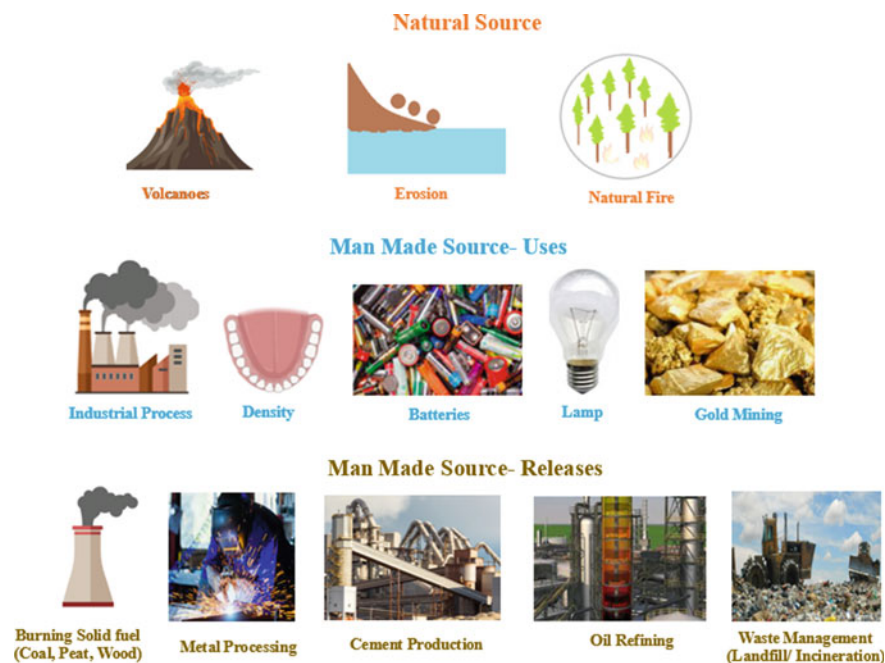 Natural Source
Volcanoes
Erosion
Natural Fire
Man Made Source- Uses
Industrial Process
Density
Batteries
Lamp
Gold Mining
Man Made Source- Releases
Burning Solid fuel
(Coal, Peat, Wood)
Metal Processing
Cement Production
Oil Refining
Waste Management
(Landfill/ Incineration)